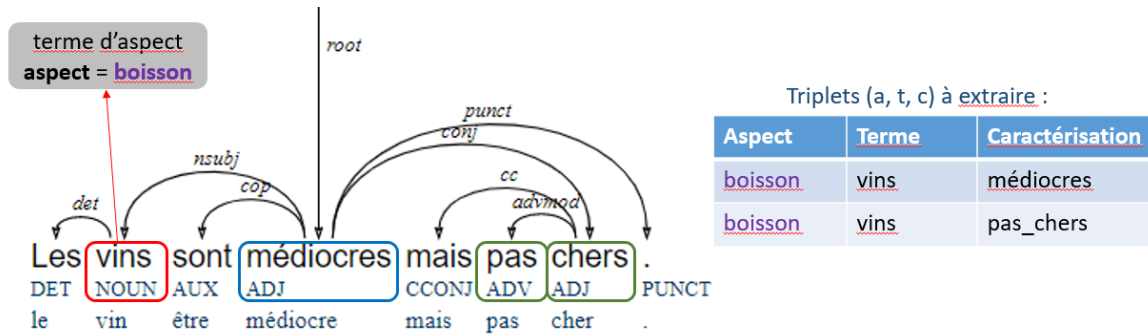 terme d'aspect
aspect = boisson
root
punct
conj
nsubj
cop
cc
det
advmod
Les vins sont médiocres mais pas chers .
DET NOUN AUX ADJ CCONJ ADV ADJ PUNCT
le vin être médiocre mais pas cher .
Triplets (a, t, c) à extraire :
Aspect Terme Caractérisation
boisson vins médiocres
boisson vins pas_chers